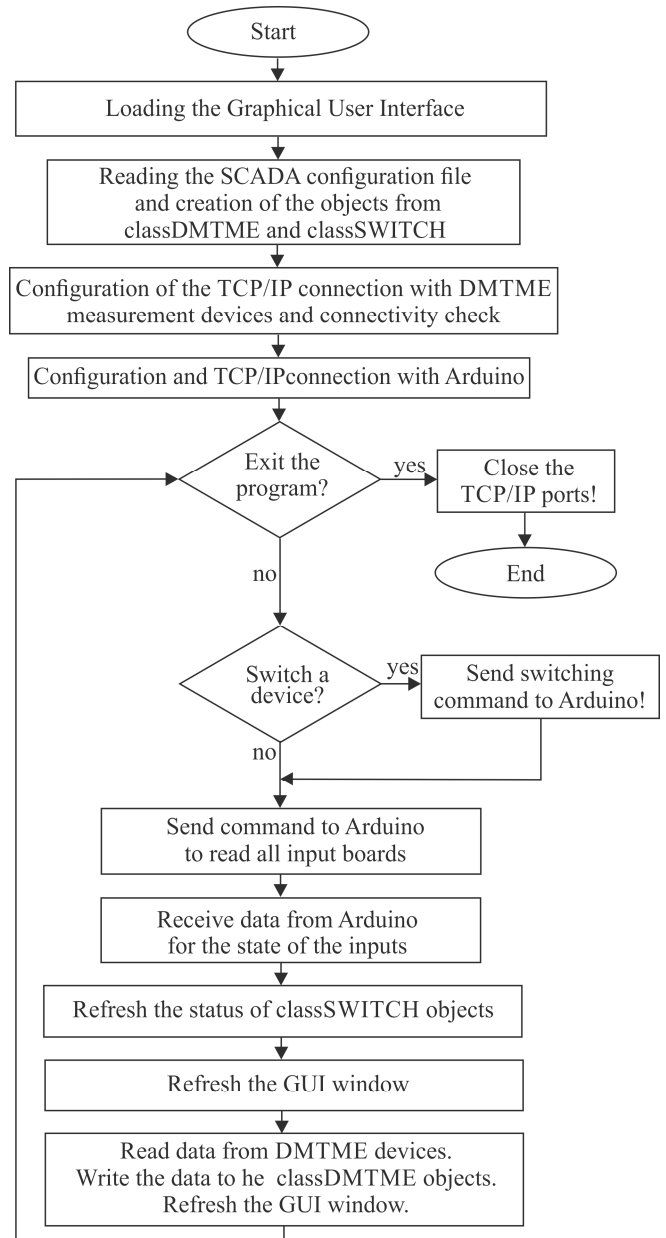 Start
Loading the Graphical User Interface
Reading the SCADA configuration file
and creation of the objects from
classDMTME and classSWITCH
Configuration of the TCP/IP connection with DMTME
measurement devices and connectivity check
Configuration and TCP/IPconnection with Arduino
Exit the
program?
yes
Close the
TCP/IP ports!
End
no
Switch a
device?
yes
Send switching
command to Arduino!
no
Send command to Arduino
to read all input boards
Receive data from Arduino
for the state of the inputs
Refresh the status of classSWITCH objects
Refresh the GUI window
Read data from DMTME devices.
Write the data to he classDMTME objects.
Refresh the GUI window.